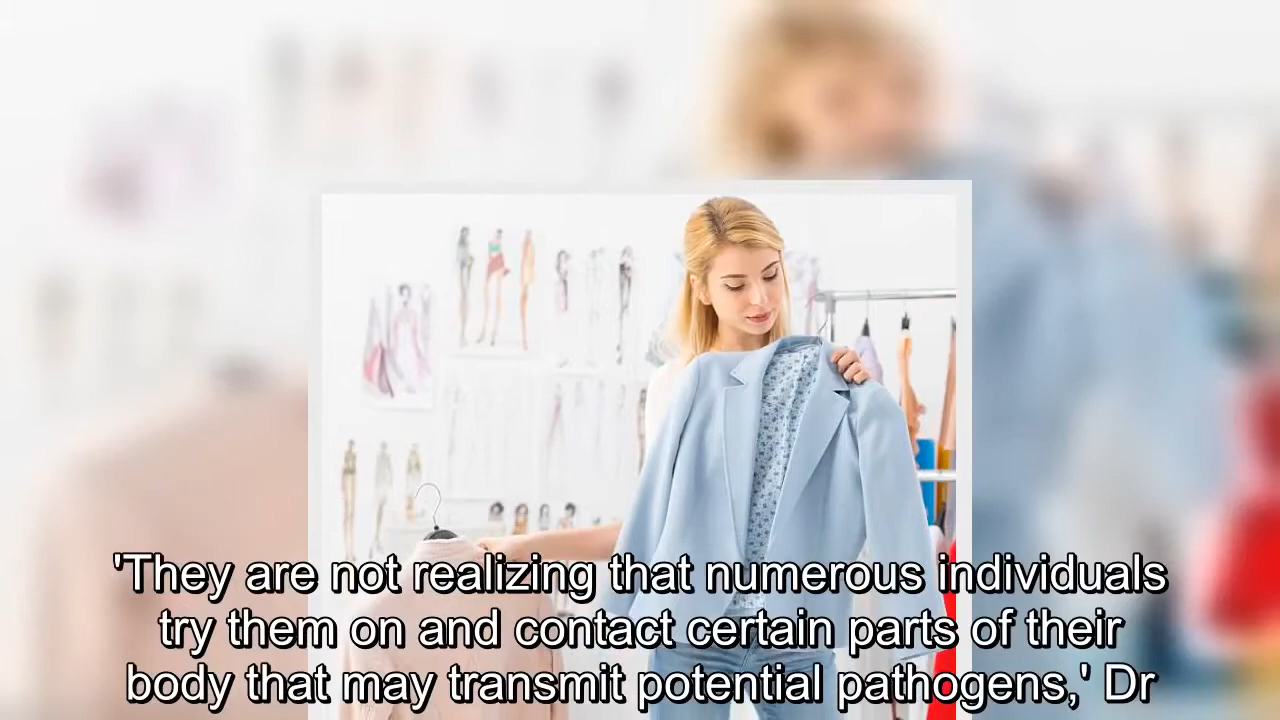 'They are not realizing that numerous individuals
try them on and contact certain parts of their
body that may transmit potential pathogens,' Dr